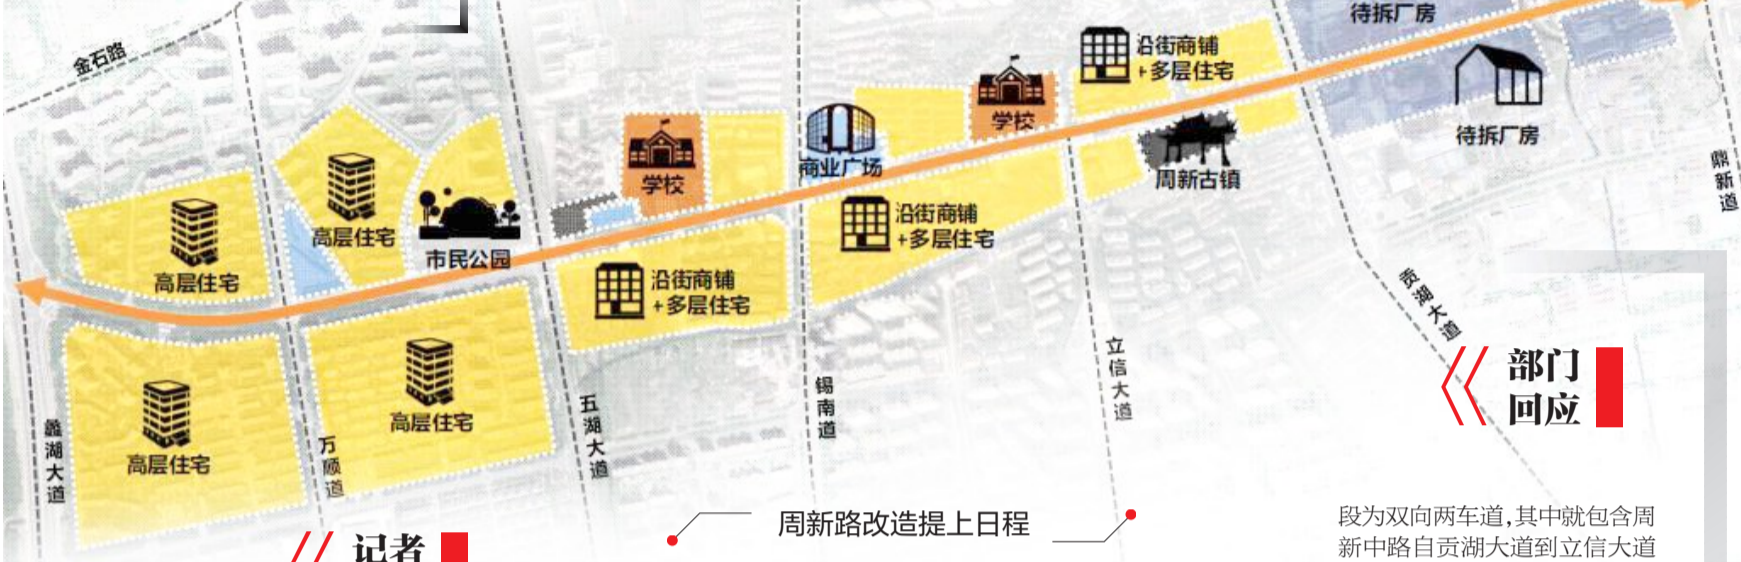 待拆厂房
金石路
沿街商铺
+多层住宅
学校
待拆厂房
商业广场
学校
周新古镇
鼎新道
高层住宅
市民公园
沿街商铺
+多层住宅
高层住宅
沿街商铺
+多层住宅
贡湖大道
立信大道
部门
回应
锡南道
五湖大道
高层住宅
蠡湖大道
万顺道
高层住宅
周新路改造提上日程
记者
段为双向两车道,其中就包含周
新中路自贡湖大道到立信大道